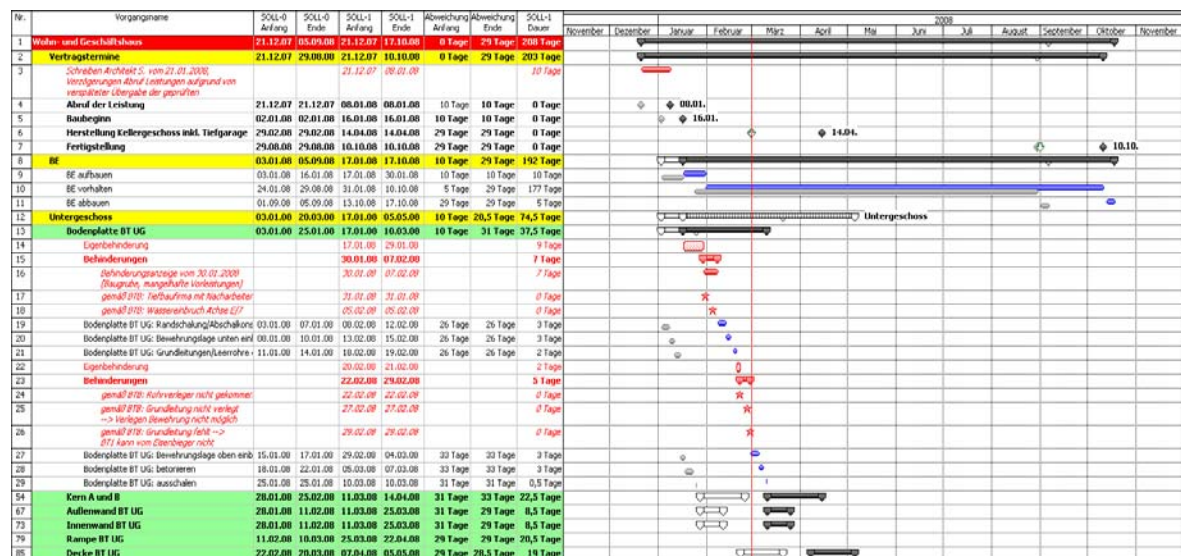 2008
Nr. Vorgangsname SOLL-0 Anfang SOLL-0 Ende SOLL-1 Anfang SOLL-1 Ende Abweichung Anfang Abweichung Ende SOLL-1 Dauer November Dezember Januar Februar März April Mai Juni Juli August September Oktober November
1 Wohn- und Geschäftshaus 21.12.07 05.09.08 21.12.07 17.10.08 0 Tage 29 Tage 208 Tage
2 Vertragstermine 21.12.07 29.08.08 21.12.07 10.10.08 0 Tage 29 Tage 203 Tage
3 Schreiben Architekt S. vom 21.01.2008, 21.12.07 08.01.08 10 Tage
Verzögerungen Abruf Leistungen aufgrund von
verspäteter Übergabe der geprüften
4 Abruf der Leistung 21.12.07 21.12.07 08.01.08 08.01.08 10 Tage 10 Tage 0 Tage 08.01.
5 Baubeginn 02.01.08 02.01.08 16.01.08 16.01.08 10 Tage 10 Tage 0 Tage 16.01.
6 Herstellung Kellergeschoss inkl. Tiefgarage 29.02.08 29.02.08 14.04.08 14.04.08 29 Tage 29 Tage 0 Tage 14.04.
7 Fertigstellung 29.08.08 29.08.08 10.10.08 10.10.08 29 Tage 29 Tage 0 Tage 10.10.
8 BE 03.01.08 05.09.08 17.01.08 17.10.08 10 Tage 29 Tage 192 Tage
9 BE aufbauen 03.01.08 16.01.08 17.01.08 30.01.08 10 Tage 10 Tage 10 Tage
10 BE vorhalten 24.01.08 29.08.08 31.01.08 10.10.08 5 Tage 29 Tage 177 Tage
11 BE abbauen 01.09.08 05.09.08 13.10.08 17.10.08 29 Tage 29 Tage 5 Tage
12 Untergeschoss 03.01.08 20.03.08 17.01.08 05.05.08 10 Tage 28,5 Tage 74,5 Tage Untergeschoss
13 Bodenplatte BT UG 03.01.08 25.01.08 17.01.08 10.03.08 10 Tage 31 Tage 37,5 Tage
14 Eigenbehinderung 17.01.08 29.01.08 9 Tage
15 Behinderungen 30.01.08 07.02.08 7 Tage
16 Behinderungsanzeige vom 30.01.2008 30.01.08 07.02.08 7 Tage
(Baugrube, mangelhafte Vorleistungen)
17 gemäß BTB: Tiefbaufirma mit Nacharbeiten 31.01.08 31.01.08 0 Tage
18 gemäß BTB: Wassereinbruch Achse E/7 05.02.08 05.02.08 0 Tage
19 Bodenplatte BT UG: Randschalung/Abschalkons 03.01.08 07.01.08 08.02.08 12.02.08 26 Tage 26 Tage 3 Tage
20 Bodenplatte BT UG: Bewehrungslage unten einl 08.01.08 10.01.08 13.02.08 15.02.08 26 Tage 26 Tage 3 Tage
21 Bodenplatte BT UG: Grundleitungen/Leerrohre 11.01.08 14.01.08 18.02.08 19.02.08 26 Tage 26 Tage 2 Tage
22 Eigenbehinderung 20.02.08 21.02.08 2 Tage
23 Behinderungen 22.02.08 29.02.08 5 Tage
24 gemäß BTB: Rohrverleger nicht gekommen 22.02.08 22.02.08 0 Tage
25 gemäß BTB: Grundleitung nicht verlegt 27.02.08 27.02.08 0 Tage
--> Verlegen Bewehrung nicht möglich
26 gemäß BTB: Grundleitung fehlt --> 29.02.08 29.02.08 0 Tage
BT1 kann vom Eisenbieger nicht
27 Bodenplatte BT UG: Bewehrungslage oben einb 15.01.08 17.01.08 29.02.08 04.03.08 33 Tage 33 Tage 3 Tage
28 Bodenplatte BT UG: betonieren 18.01.08 22.01.08 05.03.08 07.03.08 33 Tage 33 Tage 3 Tage
29 Bodenplatte BT UG: ausschalen 25.01.08 25.01.08 10.03.08 10.03.08 31 Tage 31 Tage 0,5 Tage
54 Kern A und B 28.01.08 25.02.08 11.03.08 14.04.08 31 Tage 33 Tage 22,5 Tage
67 Außenwand BT UG 28.01.08 11.02.08 11.03.08 25.03.08 31 Tage 29 Tage 8,5 Tage
73 Innenwand BT UG 28.01.08 11.02.08 11.03.08 25.03.08 31 Tage 29 Tage 8,5 Tage
79 Rampe BT UG 11.02.08 10.03.08 25.03.08 22.04.08 29 Tage 29 Tage 20,5 Tage
85 Decke BT UG 22.02.08 20.03.08 07.04.08 05.05.08 29 Tage 28,5 Tage 19 Tage